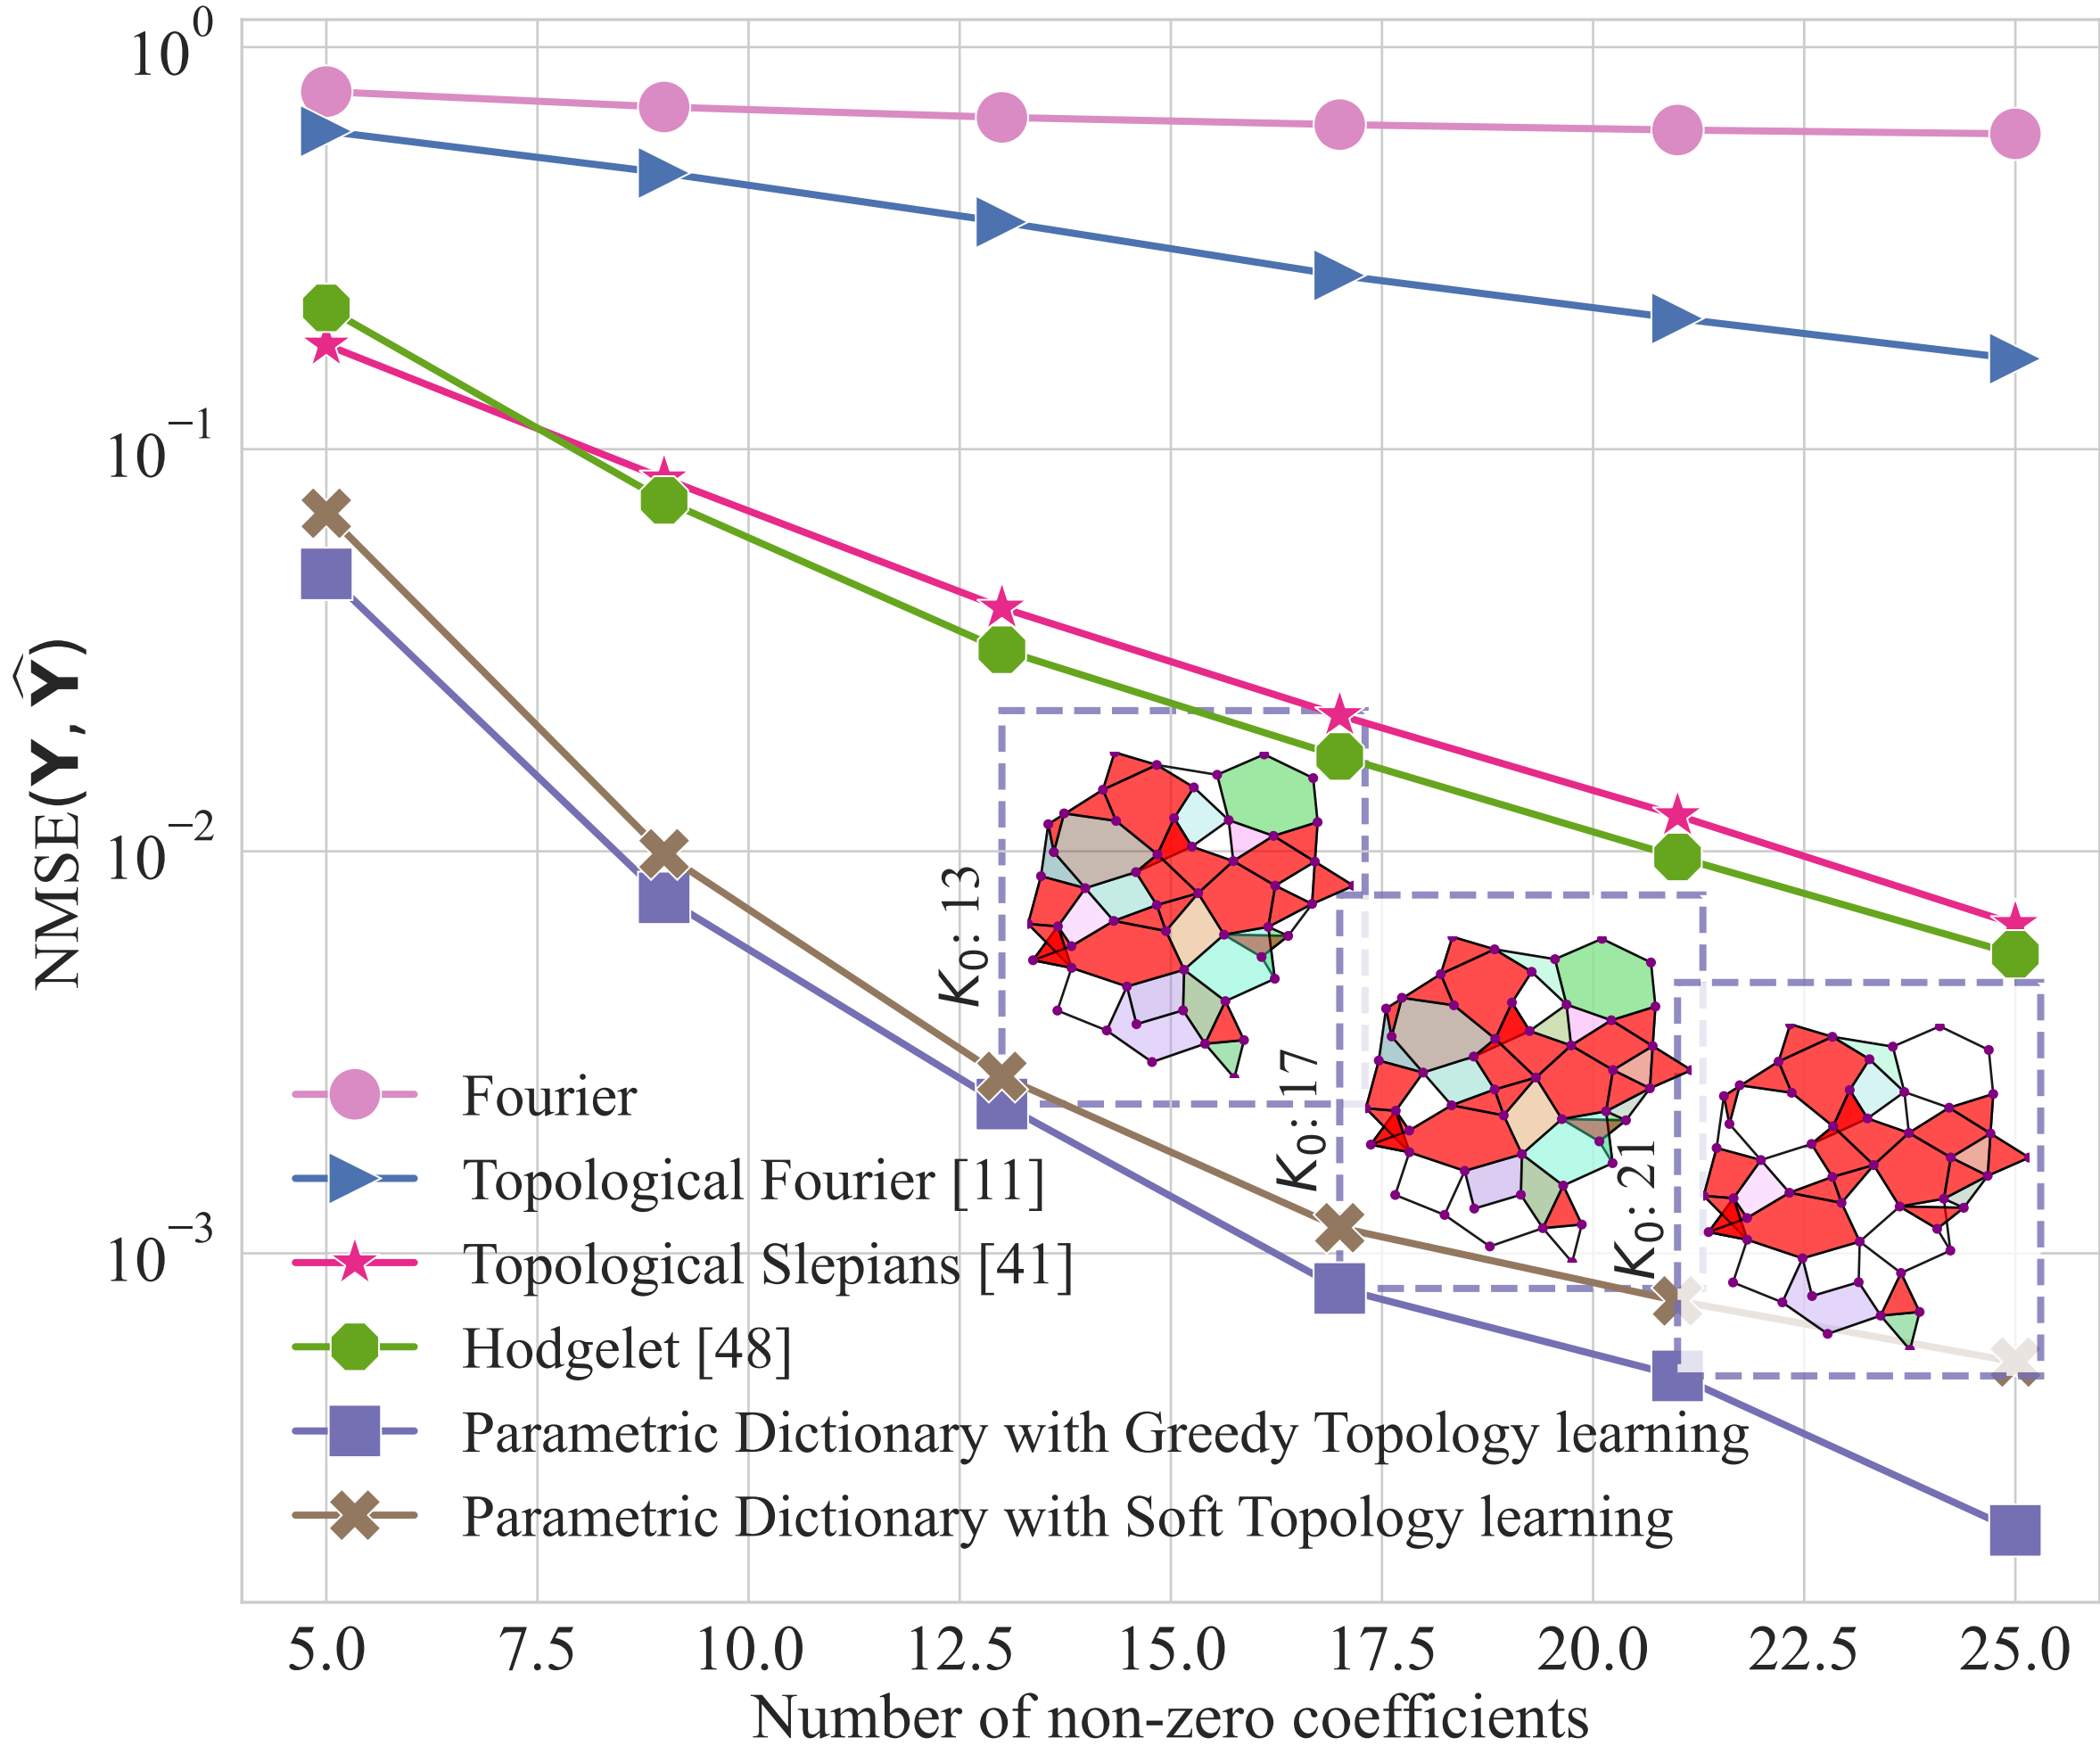 10^0
10^−1
10^−2
10^−3
NMSE(Y, Ŷ)
K₀: 13
K₀: 17
K₀: 21
Fourier
Topological Fourier [11]
Topological Slepians [41]
Hodgelet [48]
Parametric Dictionary with Greedy Topology learning
Parametric Dictionary with Soft Topology learning
5.0 7.5 10.0 12.5 15.0 17.5 20.0 22.5 25.0
Number of non-zero coefficients